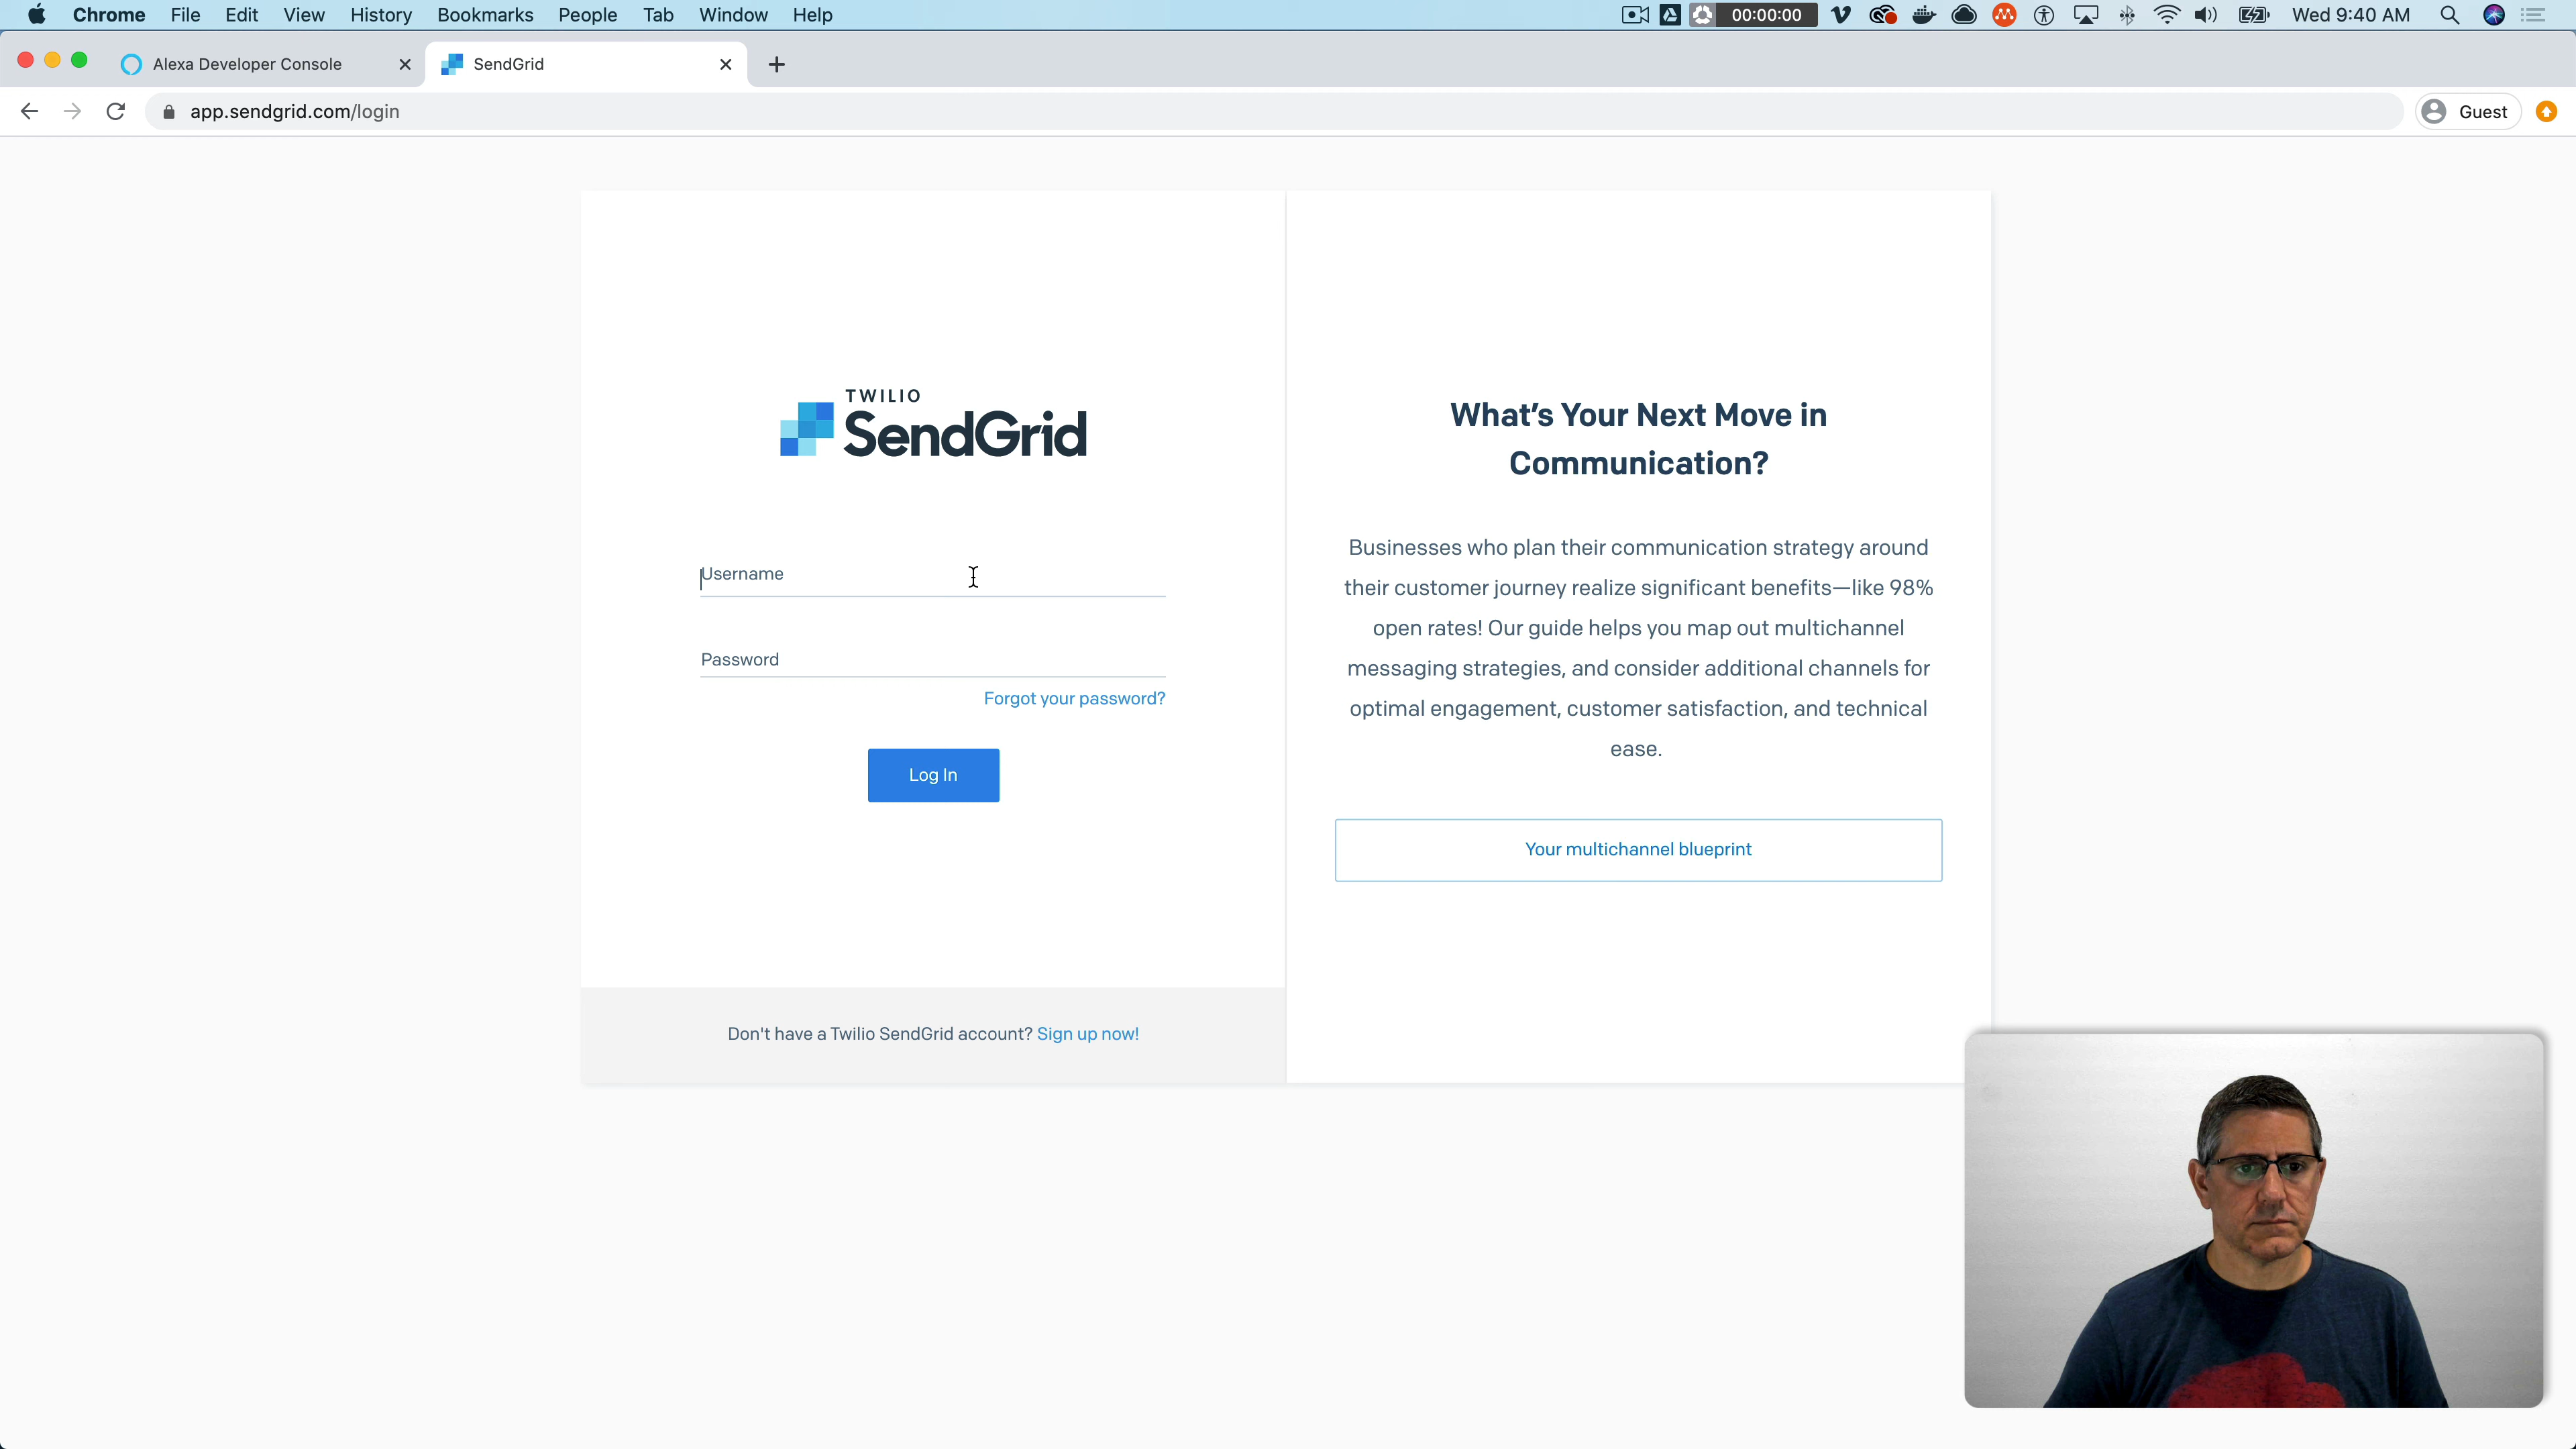 Chrome File Edit View History Bookmarks People Tab Window Help 00:00:00 Wed 9:40 AM
Alexa Developer Console SendGrid
app.sendgrid.com/login Guest
TWILIO
SendGrid
Username
Password
Forgot your password?
Log In
Don't have a Twilio SendGrid account? Sign up now!
What's Your Next Move in
Communication?
Businesses who plan their communication strategy around
their customer journey realize significant benefits—like 98%
open rates! Our guide helps you map out multichannel
messaging strategies, and consider additional channels for
optimal engagement, customer satisfaction, and technical
ease.
Your multichannel blueprint